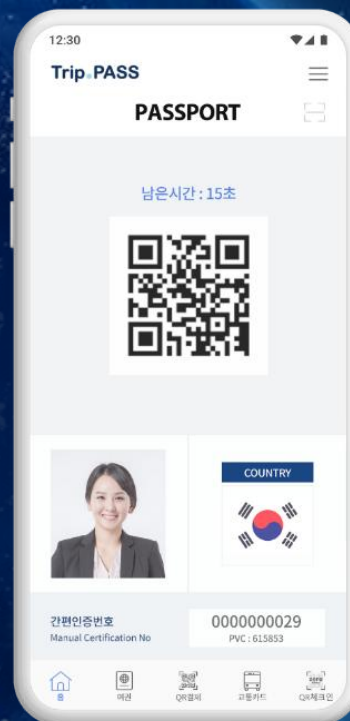 12:30
Trip.PASS
PASSPORT
남은시간 : 15초
COUNTRY
간편인증번호
Manual Certification No
0000000029
PVC : 615853
홈
여권
QR결제
교통카드
QR체크인